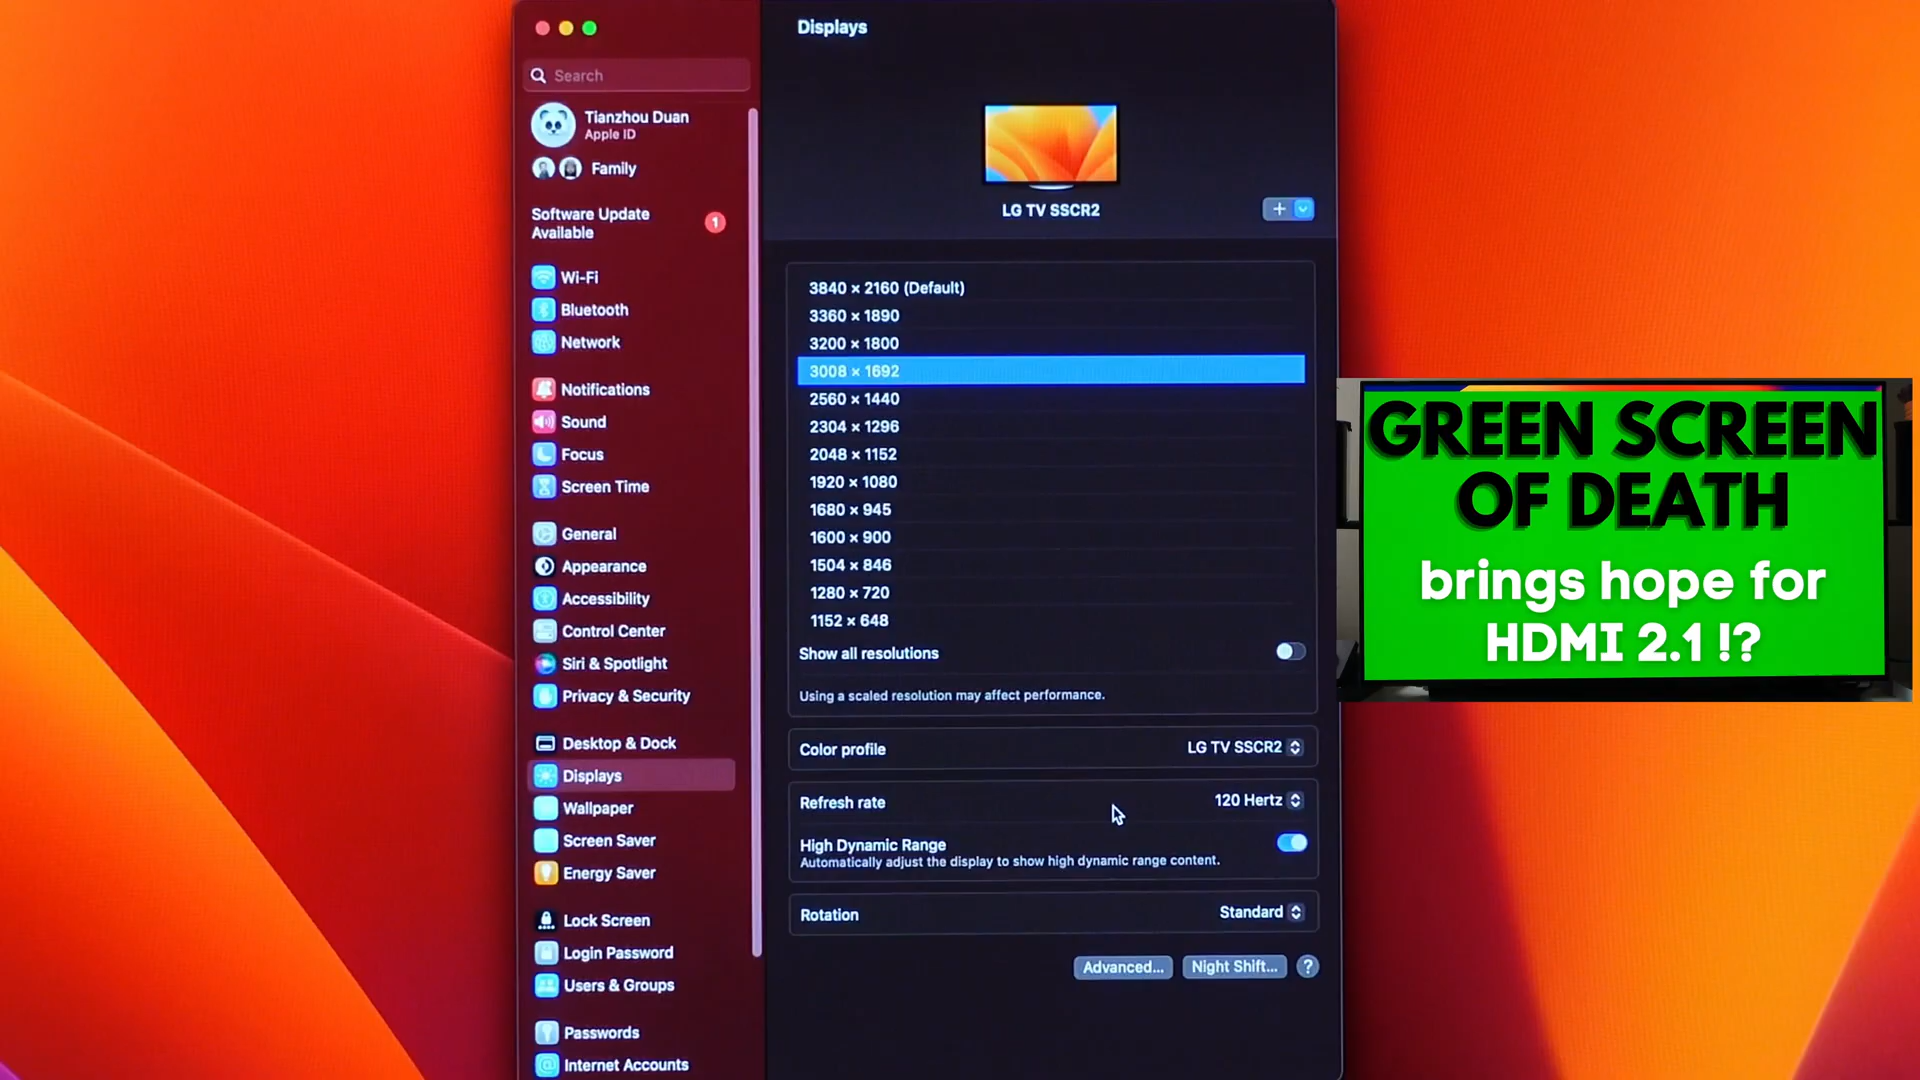 Search
Tianzhou Duan
Apple ID
Family
Software Update
Available
1
Wi-Fi
Bluetooth
Network
Notifications
Sound
Focus
Screen Time
General
Appearance
Accessibility
Control Center
Siri & Spotlight
Privacy & Security
Desktop & Dock
Displays
Wallpaper
Screen Saver
Energy Saver
Lock Screen
Login Password
Users & Groups
Passwords
Internet Accounts
Displays
LG TV SSCR2
3840 × 2160 (Default)
3360 × 1890
3200 × 1800
3008 × 1692
2560 × 1440
2304 × 1296
2048 × 1152
1920 × 1080
1680 × 945
1600 × 900
1504 × 846
1280 × 720
1152 × 648
Show all resolutions
Using a scaled resolution may affect performance.
Color profile LG TV SSCR2
Refresh rate 120 Hertz
High Dynamic Range
Automatically adjust the display to show high dynamic range content.
Rotation Standard
Advanced... Night Shift... ?
GREEN SCREEN
OF DEATH
brings hope for
HDMI 2.1 !?